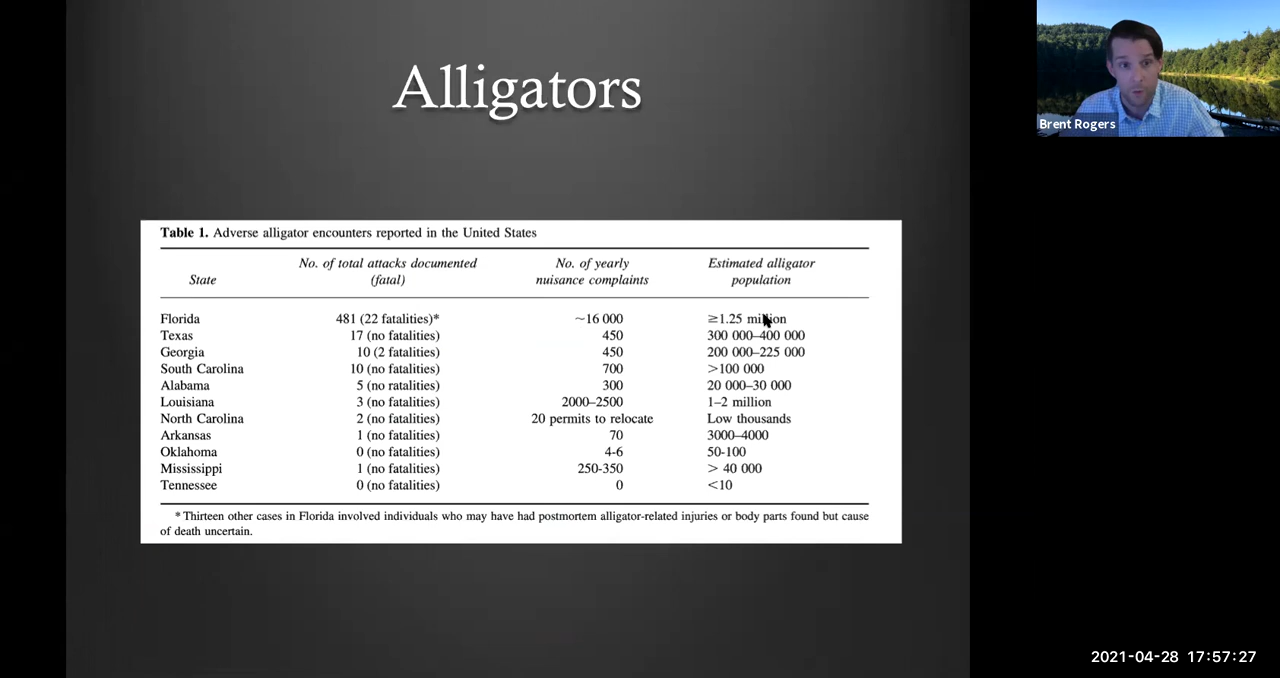 Alligators
Brent Rogers
Table 1. Adverse alligator encounters reported in the United States
State No. of total attacks documented (fatal) No. of yearly nuisance complaints Estimated alligator population
Florida 481 (22 fatalities)* ~16 000 ≥1.25 million
Texas 17 (no fatalities) 450 300 000–400 000
Georgia 10 (2 fatalities) 450 200 000–225 000
South Carolina 10 (no fatalities) 700 >100 000
Alabama 5 (no ratalities) 300 20 000–30 000
Louisiana 3 (no fatalities) 2000–2500 1–2 million
North Carolina 2 (no fatalities) 20 permits to relocate Low thousands
Arkansas 1 (no fatalities) 70 3000–4000
Oklahoma 0 (no fatalities) 4-6 50-100
Mississippi 1 (no fatalities) 250-350 > 40 000
Tennessee 0 (no fatalities) 0 <10
* Thirteen other cases in Florida involved individuals who may have had postmortem alligator-related injuries or body parts found but cause
of death uncertain.
2021-04-28 17:57:27